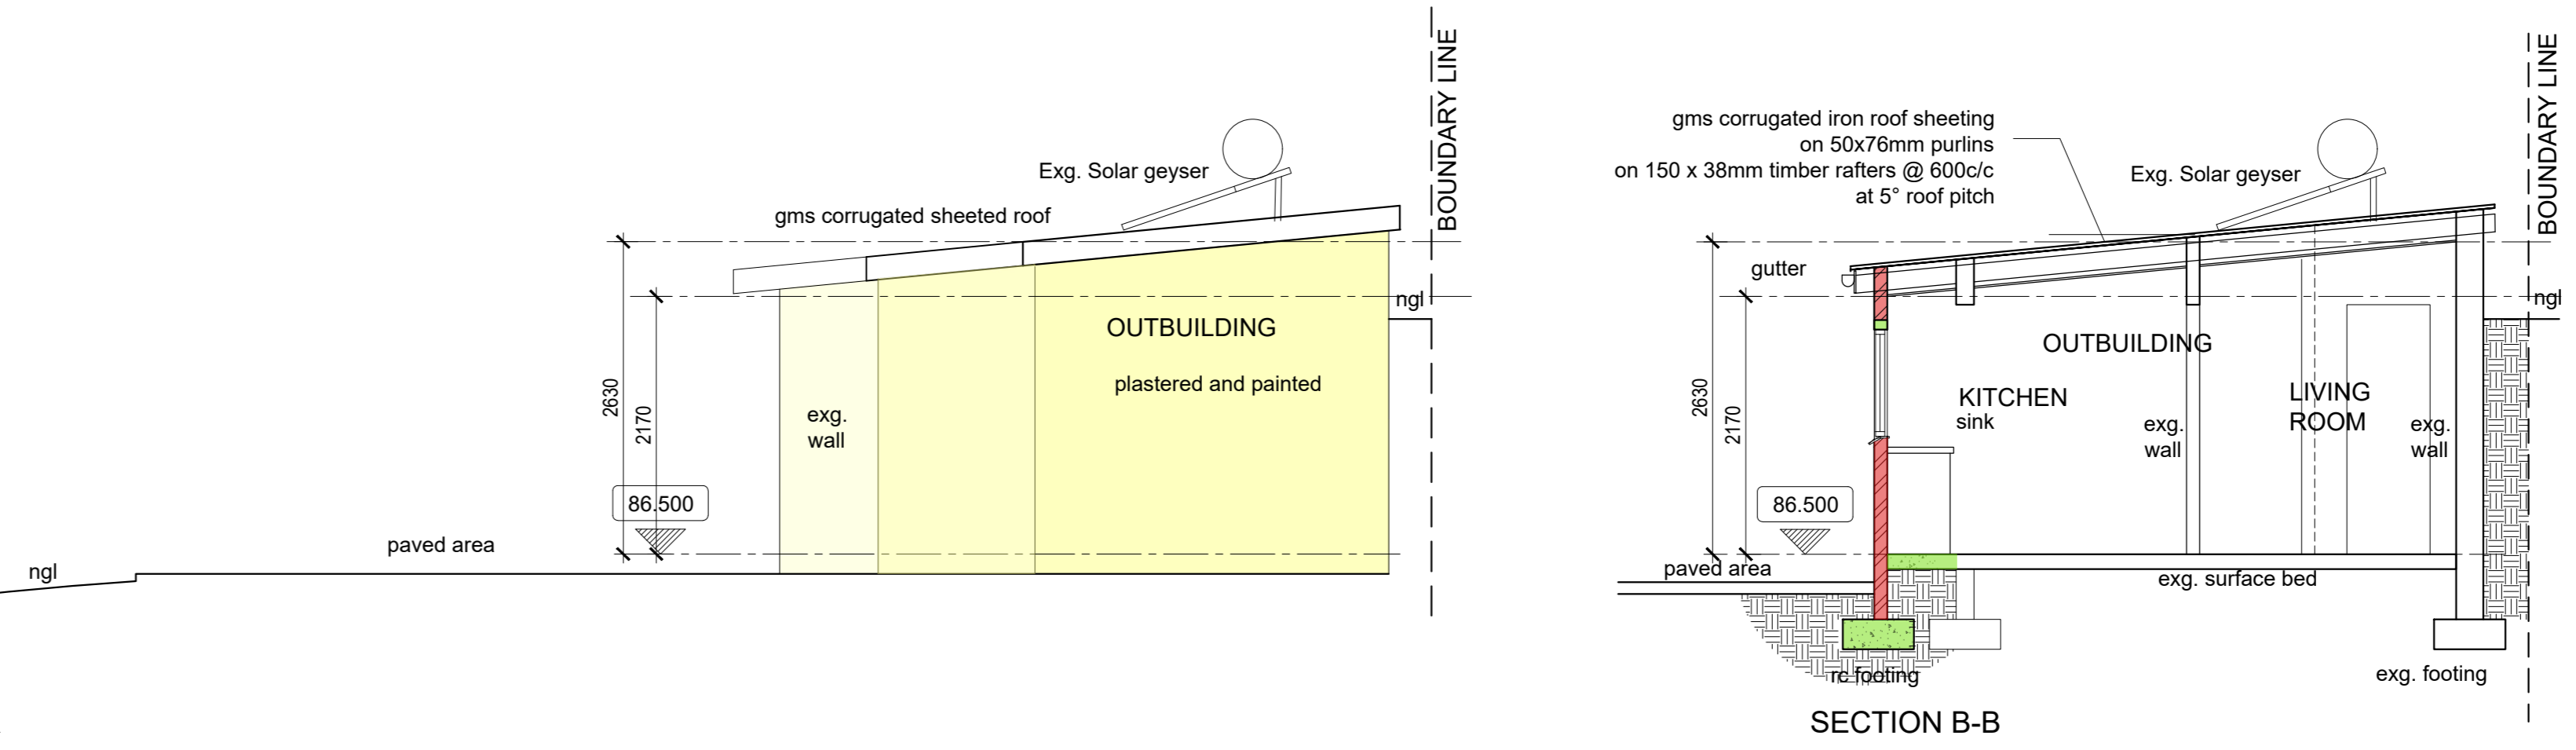 BOUNDARY LINE
Exg. Solar geyser
gms corrugated sheeted roof
ngl
OUTBUILDING
plastered and painted
2630
2170
exg.
wall
86.500
paved area
ngl
BOUNDARY LINE
gms corrugated iron roof sheeting
on 50x76mm purlins
on 150 x 38mm timber rafters @ 600c/c
at 5° roof pitch
Exg. Solar geyser
gutter
ngl
OUTBUILDING
2630
2170
KITCHEN
sink
LIVING
ROOM
exg.
wall
exg.
wall
86.500
paved area
exg. surface bed
rc footing
exg. footing
SECTION B-B